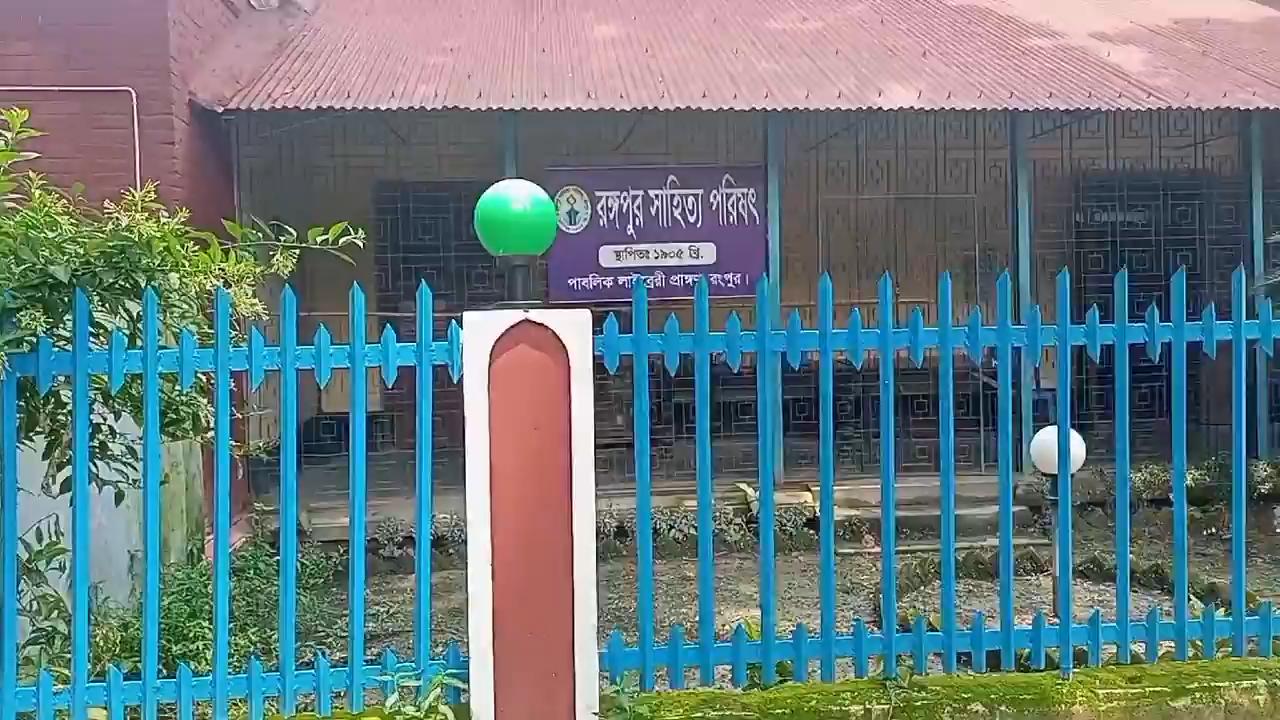 রঙ্গপুর সাহিত্য পরিষৎ
স্থাপিতঃ ১৯০৫ খ্রি.
পাবলিক লাইব্রেরী প্রাঙ্গণ রংপুর।